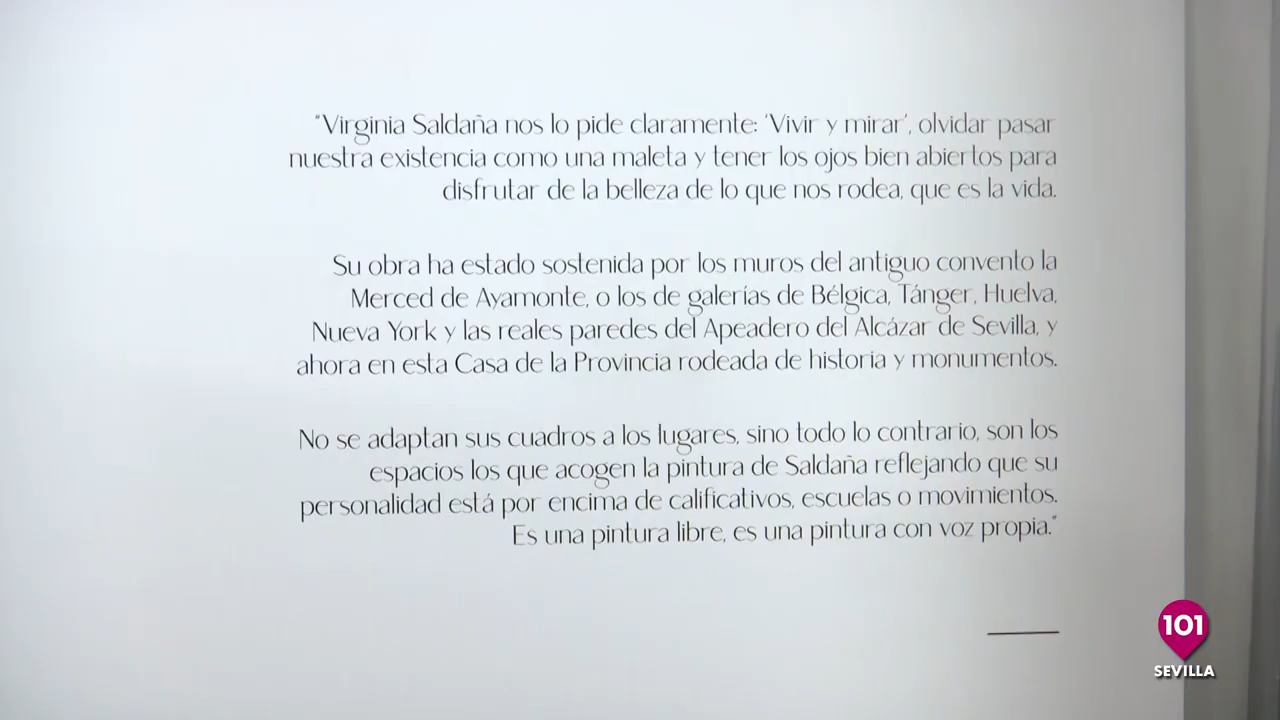 "Virginia Saldaña nos lo pide claramente: 'Vivir y mirar', olvidar pasar
nuestra existencia como una maleta y tener los ojos bien abiertos para
disfrutar de la belleza de lo que nos rodea, que es la vida.
Su obra ha estado sostenida por los muros del antiguo convento la
Merced de Ayamonte, o los de galerías de Bélgica, Tánger, Huelva,
Nueva York y las reales paredes del Apeadero del Alcázar de Sevilla, y
ahora en esta Casa de la Provincia rodeada de historia y monumentos.
No se adaptan sus cuadros a los lugares, sino todo lo contrario, son los
espacios los que acogen la pintura de Saldaña reflejando que su
personalidad está por encima de calificativos, escuelas o movimientos.
Es una pintura libre, es una pintura con voz propia."
101
SEVILLA